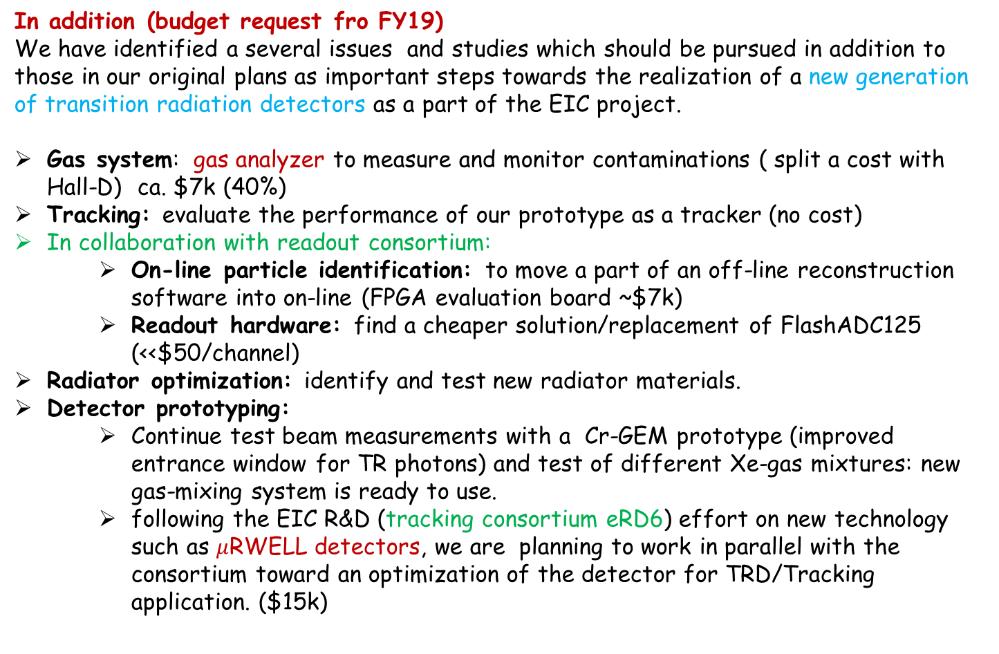 In addition (budget request fro FY19)
We have identified a several issues and studies which should be pursued in addition to
those in our original plans as important steps towards the realization of a new generation
of transition radiation detectors as a part of the EIC project.
➢ Gas system: gas analyzer to measure and monitor contaminations ( split a cost with
Hall-D) ca. $7k (40%)
➢ Tracking: evaluate the performance of our prototype as a tracker (no cost)
➢ In collaboration with readout consortium:
➢ On-line particle identification: to move a part of an off-line reconstruction
software into on-line (FPGA evaluation board ~$7k)
➢ Readout hardware: find a cheaper solution/replacement of FlashADC125
(<<$50/channel)
➢ Radiator optimization: identify and test new radiator materials.
➢ Detector prototyping:
➢ Continue test beam measurements with a Cr-GEM prototype (improved
entrance window for TR photons) and test of different Xe-gas mixtures: new
gas-mixing system is ready to use.
➢ following the EIC R&D (tracking consortium eRD6) effort on new technology
such as μRWELL detectors, we are planning to work in parallel with the
consortium toward an optimization of the detector for TRD/Tracking
application. ($15k)